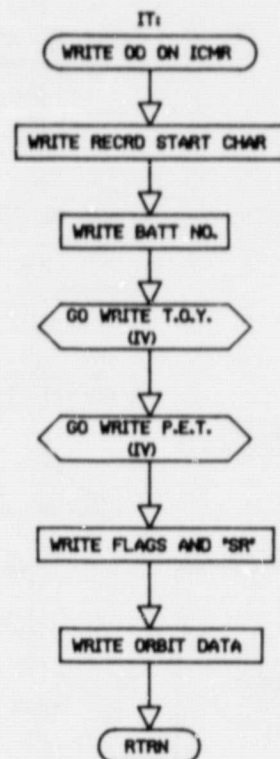 IT:
WRITE OD ON ICMR
WRITE RECRD START CHAR
WRITE BATT NO.
GO WRITE T.O.Y.
(IV)
GO WRITE P.E.T.
(IV)
WRITE FLAGS AND "SR"
WRITE ORBIT DATA
RTRN